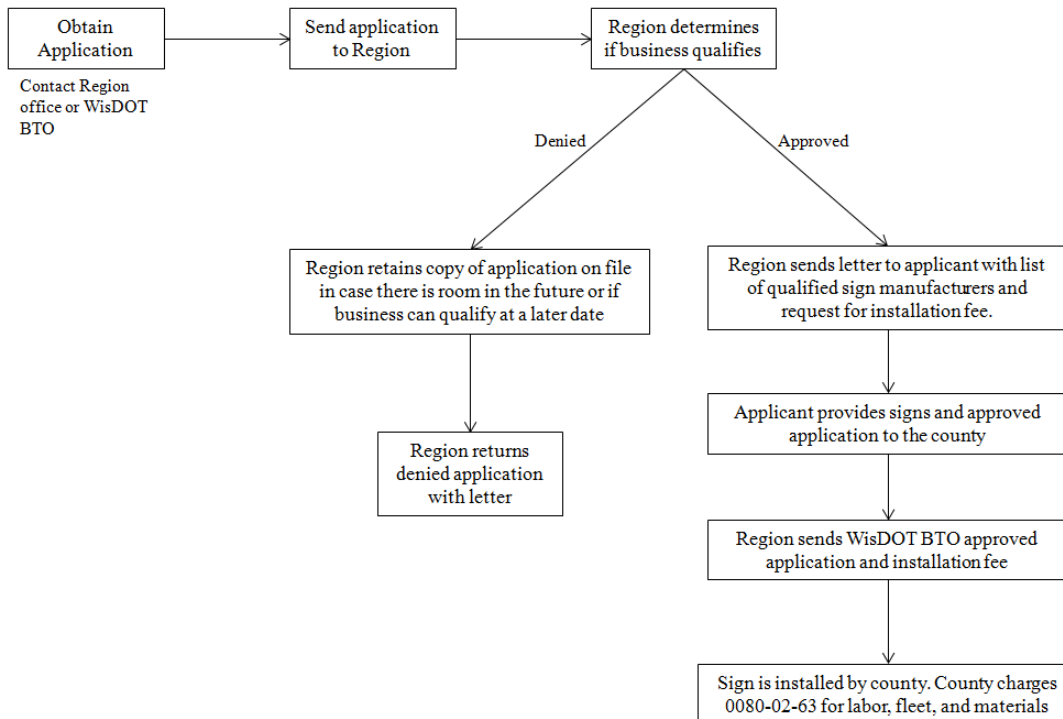 Obtain
Application
Send application
to Region
Region determines
if business qualifies
Contact Region
office or WisDOT
BTO
Denied
Approved
Region retains copy of application on file
in case there is room in the future or if
business can qualify at a later date
Region sends letter to applicant with list
of qualified sign manufacturers and
request for installation fee.
Applicant provides signs and approved
application to the county
Region returns
denied application
with letter
Region sends WisDOT BTO approved
application and installation fee
Sign is installed by county. County charges
0080-02-63 for labor, fleet, and materials